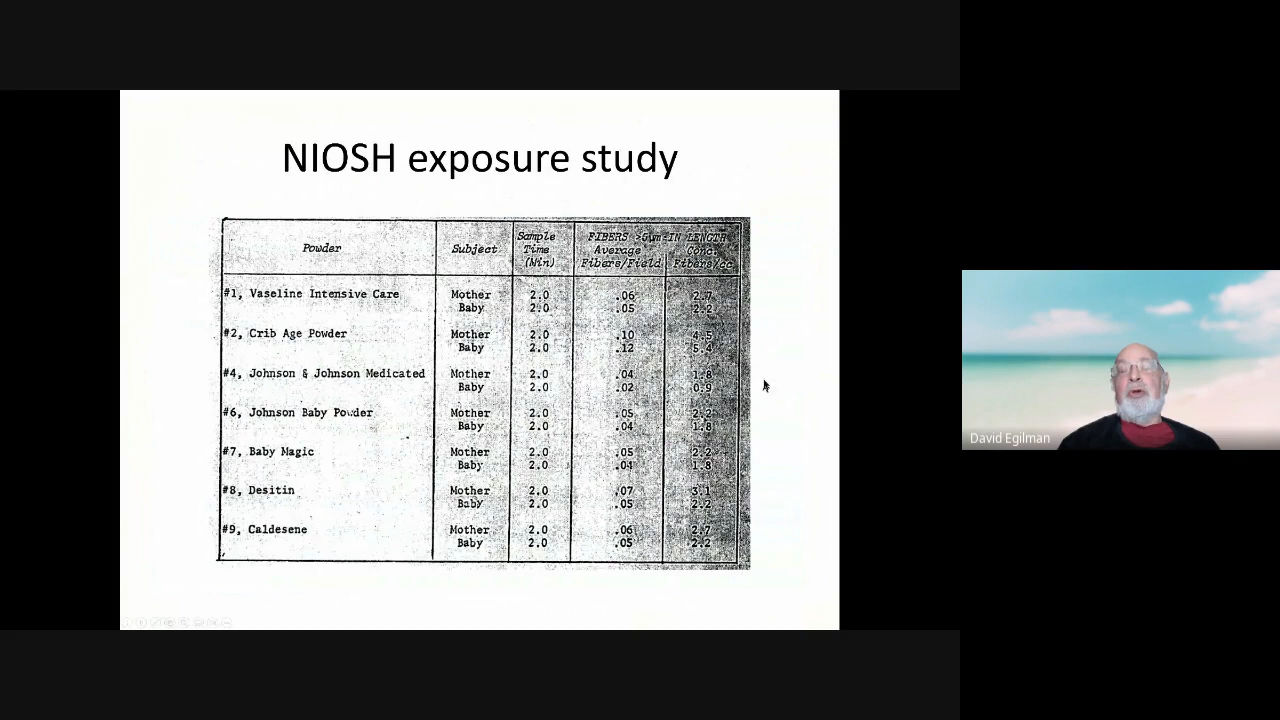 NIOSH exposure study
Powder Subject Sample Time (Min) FIBERS >5μm IN LENGTH Average Fibers/Field Conc. Fibers/cc
#1, Vaseline Intensive Care Mother 2.0 .06 2.7
Baby 2.0 .05 2.2
#2, Crib Age Powder Mother 2.0 .10 4.5
Baby 2.0 .12 5.4
#4, Johnson & Johnson Medicated Mother 2.0 .04 1.8
Baby 2.0 .02 0.9
#6, Johnson Baby Powder Mother 2.0 .05 2.2
Baby 2.0 .04 1.8
#7, Baby Magic Mother 2.0 .05 2.2
Baby 2.0 .04 1.8
#8, Desitin Mother 2.0 .07 3.1
Baby 2.0 .05 2.2
#9, Caldesene Mother 2.0 .06 2.7
Baby 2.0 .05 2.2
David Egilman